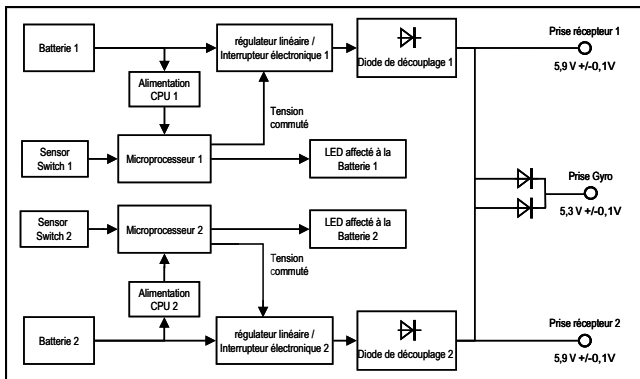 Batterie 1
régulateur linéaire /
Interrupteur électronique 1
Diode de découplage 1
Prise récepteur 1
5,9 V +/-0,1V
Alimentation
CPU 1
Tension
commuté
Sensor
Switch 1
Microprocesseur 1
LED affecté à la
Batterie 1
Prise Gyro
5,3 V +/-0,1V
Sensor
Switch 2
Microprocesseur 2
LED affecté à la
Batterie 2
Tension
commuté
Alimentation
CPU 2
Batterie 2
régulateur linéaire /
Interrupteur électronique 2
Diode de découplage 2
Prise récepteur 2
5,9 V +/-0,1V